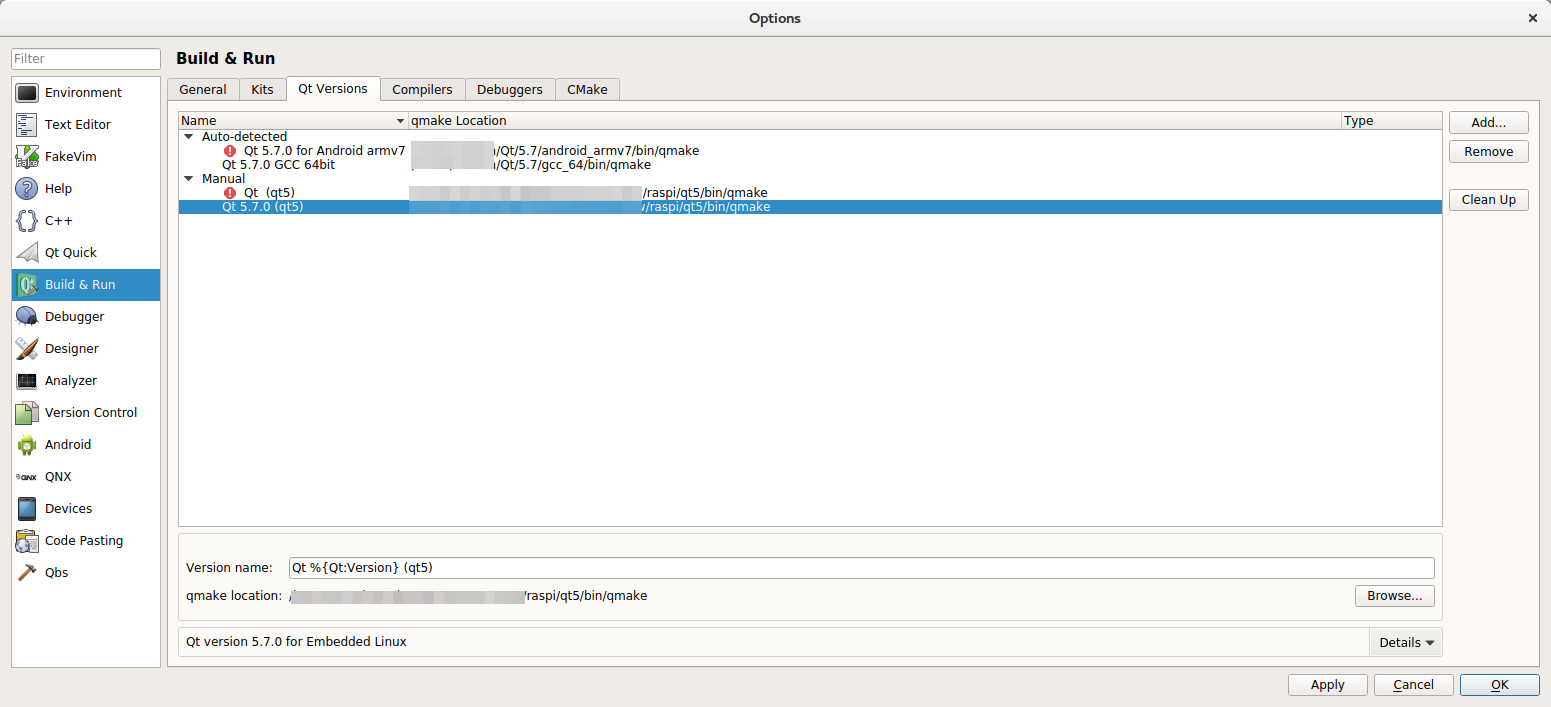 Options
Filter
Build & Run
Environment
Text Editor
FakeVim
Help
C++
Qt Quick
Build & Run
Debugger
Designer
Analyzer
Version Control
Android
QNX
Devices
Code Pasting
Qbs
General Kits Qt Versions Compilers Debuggers CMake
Name qmake Location Type
Auto-detected
Qt 5.7.0 for Android armv7 /Qt/5.7/android_armv7/bin/qmake
Qt 5.7.0 GCC 64bit /Qt/5.7/gcc_64/bin/qmake
Manual
Qt (qt5) /raspi/qt5/bin/qmake
Qt 5.7.0 (qt5) /raspi/qt5/bin/qmake
Add...
Remove
Clean Up
Version name: Qt %{Qt:Version} (qt5)
qmake location: /raspi/qt5/bin/qmake
Browse...
Qt version 5.7.0 for Embedded Linux
Details
Apply Cancel OK